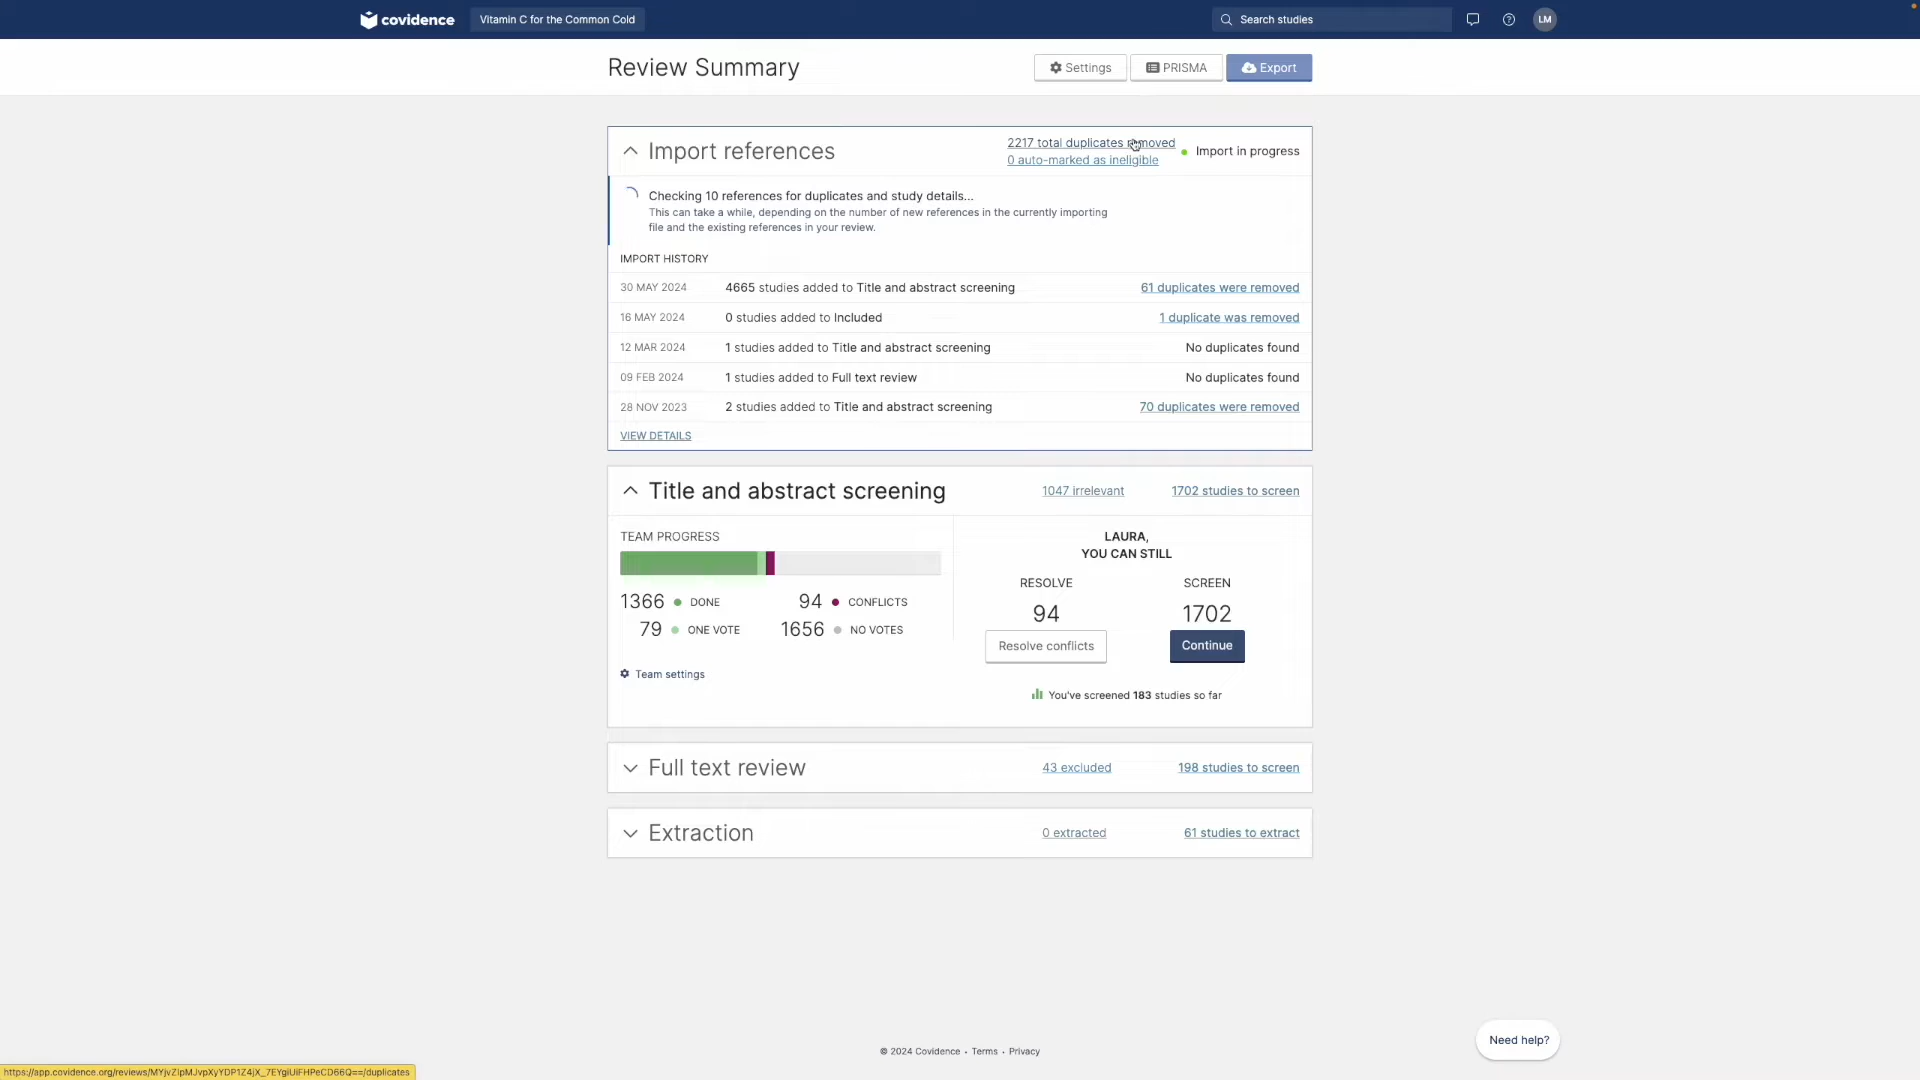 covidence
Vitamin C for the Common Cold
Search studies
LM
Review Summary
Settings
PRISMA
Export
Import references
2217 total duplicates removed
0 auto-marked as ineligible
Import in progress
Checking 10 references for duplicates and study details...
This can take a while, depending on the number of new references in the currently importing
file and the existing references in your review.
IMPORT HISTORY
30 MAY 2024 4665 studies added to Title and abstract screening 61 duplicates were removed
16 MAY 2024 0 studies added to Included 1 duplicate was removed
12 MAR 2024 1 studies added to Title and abstract screening No duplicates found
09 FEB 2024 1 studies added to Full text review No duplicates found
28 NOV 2023 2 studies added to Title and abstract screening 70 duplicates were removed
VIEW DETAILS
Title and abstract screening 1047 irrelevant 1702 studies to screen
TEAM PROGRESS
1366 DONE 94 CONFLICTS
79 ONE VOTE 1656 NO VOTES
Team settings
LAURA,
YOU CAN STILL
RESOLVE SCREEN
94 1702
Resolve conflicts Continue
You've screened 183 studies so far
Full text review 43 excluded 198 studies to screen
Extraction 0 extracted 61 studies to extract
Need help?
© 2024 Covidence • Terms • Privacy